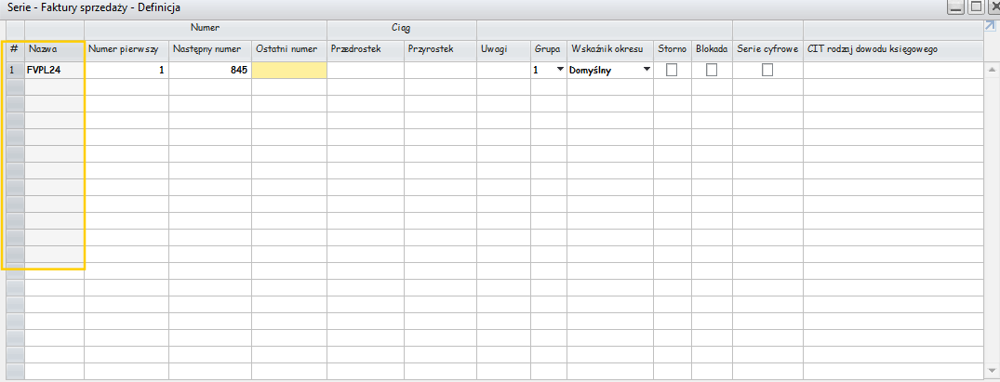 Serie - Faktury sprzedaży - Definicja
Numer Ciąg
# Nazwa Numer pierwszy Następny numer Ostatni numer Przedrostek Przyrostek Uwagi Grupa Wskaźnik okresu Storno Blokada Serie cyfrowe CIT rodzaj dowodu księgowego
1 FVPL24 1 845 1 Domyślny